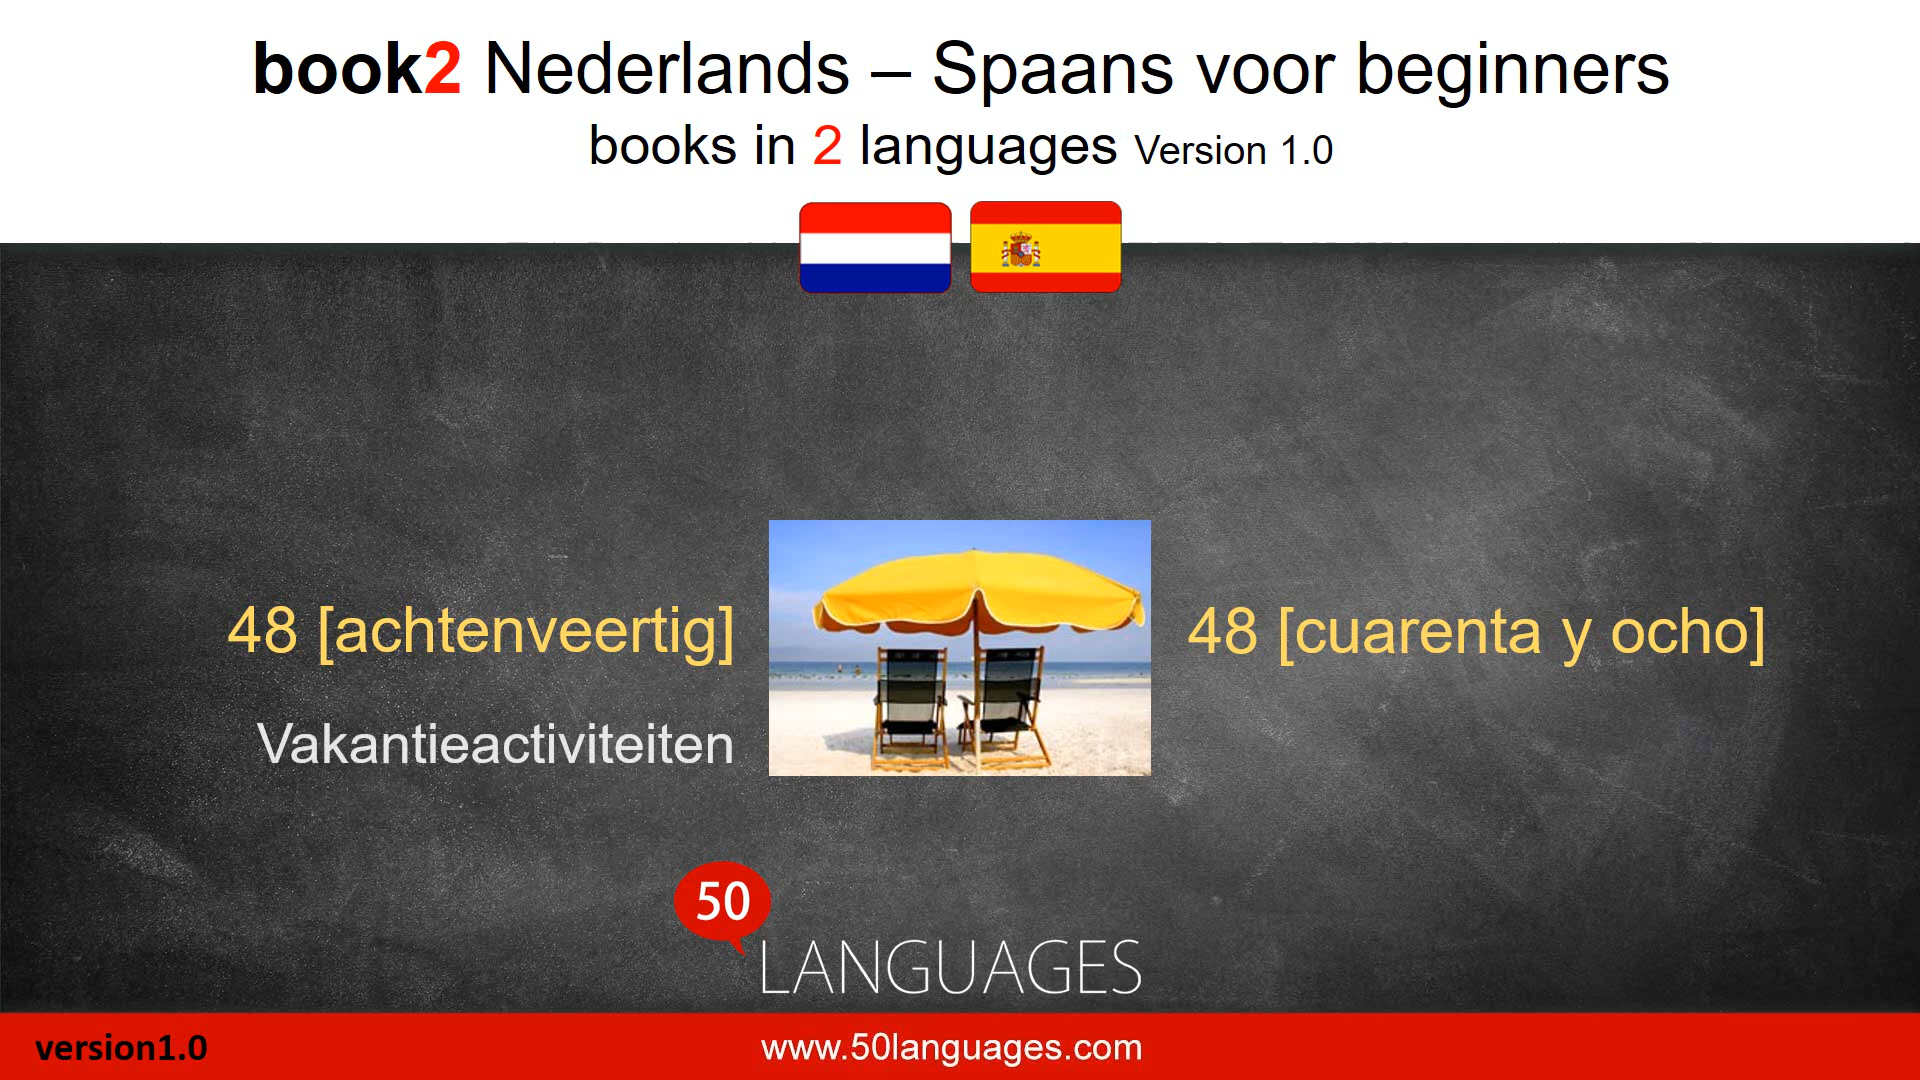 book2 Nederlands – Spaans voor beginners
books in 2 languages Version 1.0
48 [achtenveertig]
Vakantieactiviteiten
48 [cuarenta y ocho]
50
LANGUAGES
version1.0
www.50languages.com